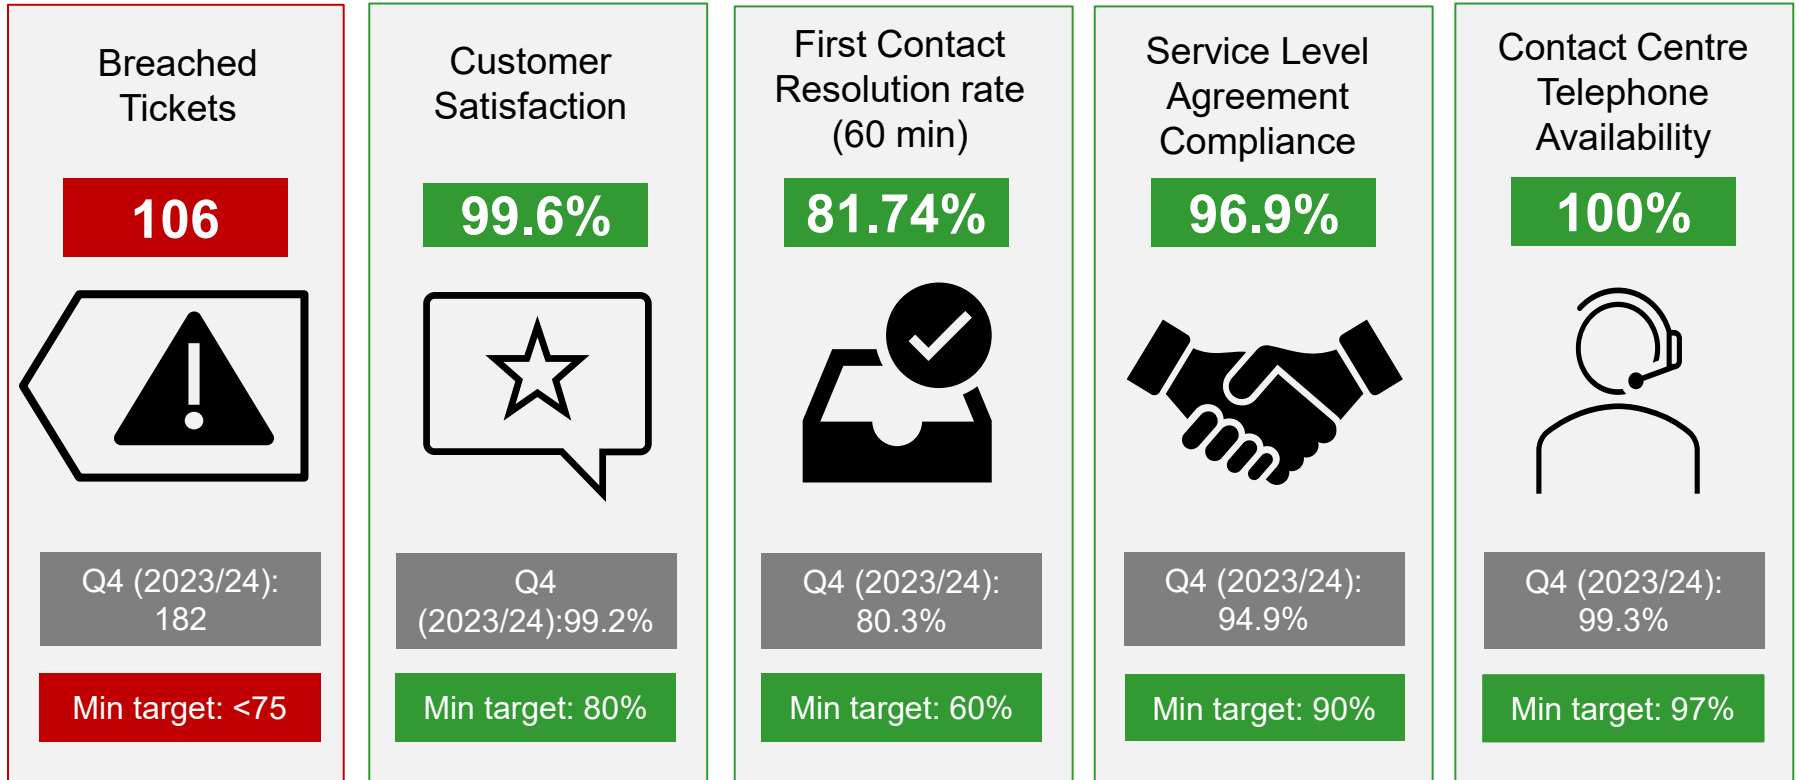 Breached
Tickets
106
Q4 (2023/24):
182
Min target: <75
Customer
Satisfaction
99.6%
Q4
(2023/24):99.2%
Min target: 80%
First Contact
Resolution rate
(60 min)
81.74%
Q4 (2023/24):
80.3%
Min target: 60%
Service Level
Agreement
Compliance
96.9%
Q4 (2023/24):
94.9%
Min target: 90%
Contact Centre
Telephone
Availability
100%
Q4 (2023/24):
99.3%
Min target: 97%